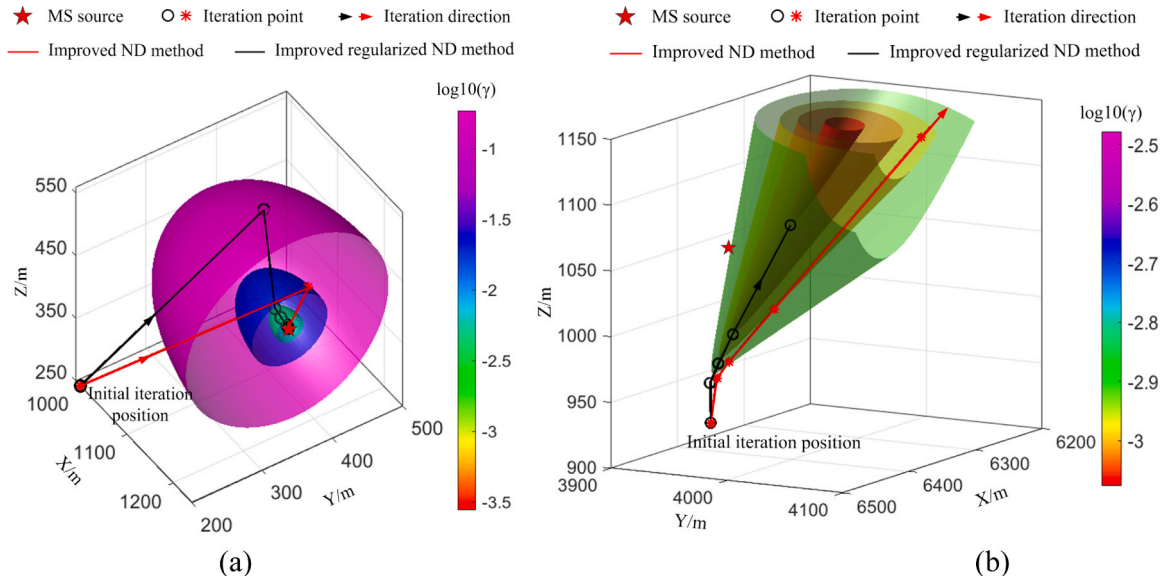 MS source Iteration point Iteration direction
Improved ND method Improved regularized ND method
log10(γ)
550
450
350
250
Z/m
-1
-1.5
-2
-2.5
-3
-3.5
Initial iteration
position
1000
1100
1200
X/m
200
300
400
500
Y/m
(a)
MS source Iteration point Iteration direction
Improved ND method Improved regularized ND method
log10(γ)
1150
1100
1050
1000
950
900
Z/m
-2.5
-2.6
-2.7
-2.8
-2.9
-3
Initial iteration position
3900
4000
4100
Y/m
6500
6400
6300
6200
X/m
(b)